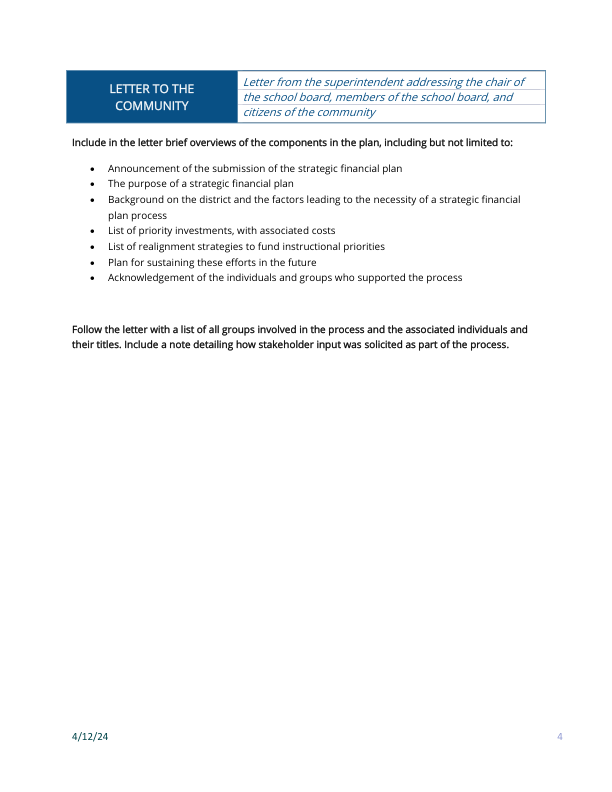 LETTER TO THE
COMMUNITY
Letter from the superintendent addressing the chair of
the school board, members of the school board, and
citizens of the community
Include in the letter brief overviews of the components in the plan, including but not limited to:
• Announcement of the submission of the strategic financial plan
• The purpose of a strategic financial plan
• Background on the district and the factors leading to the necessity of a strategic financial
plan process
• List of priority investments, with associated costs
• List of realignment strategies to fund instructional priorities
• Plan for sustaining these efforts in the future
• Acknowledgement of the individuals and groups who supported the process
Follow the letter with a list of all groups involved in the process and the associated individuals and
their titles. Include a note detailing how stakeholder input was solicited as part of the process.
4/12/24
4